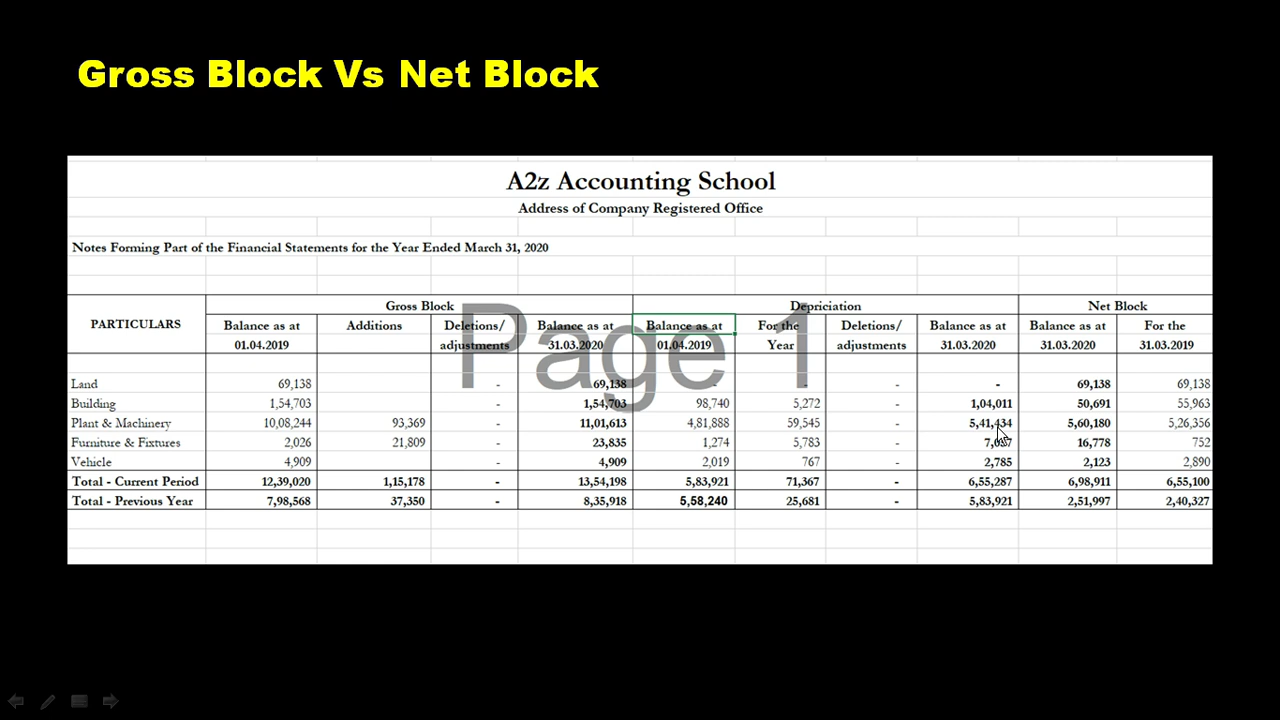 Gross Block Vs Net Block
A2z Accounting School
Address of Company Registered Office
Notes Forming Part of the Financial Statements for the Year Ended March 31, 2020
Page 1
PARTICULARS Gross Block Depriciation Net Block
Balance as at 01.04.2019 Additions Deletions/ adjustments Balance as at 31.03.2020 Balance as at 01.04.2019 For the Year Deletions/ adjustments Balance as at 31.03.2020 Balance as at 31.03.2020 For the 31.03.2019
Land 69,138 - 69,138 - - - - 69,138 69,138
Building 1,54,703 - 1,54,703 98,740 5,272 - 1,04,011 50,691 55,963
Plant & Machinery 10,08,244 93,369 - 11,01,613 4,81,888 59,545 - 5,41,434 5,60,180 5,26,356
Furniture & Fixtures 2,026 21,809 - 23,835 1,274 5,783 - 16,778 752
Vehicle 4,909 - 4,909 2,019 767 - 2,785 2,123 2,890
Total - Current Period 12,39,020 1,15,178 - 13,54,198 5,83,921 71,367 - 6,55,287 6,98,911 6,55,100
Total - Previous Year 7,98,568 37,350 - 8,35,918 5,58,240 25,681 - 5,83,921 2,51,997 2,40,327